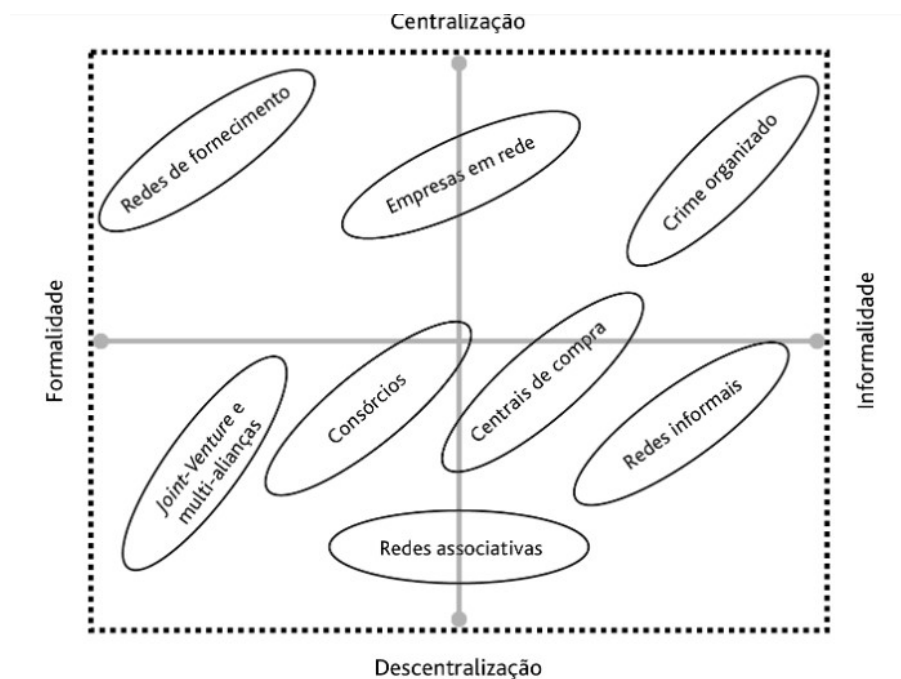 Centralização
Redes de fornecimento
Empresas em rede
Crime organizado
Formalidade
Informalidade
Joint-Venture e
multi-alianças
Consórcios
Centrais de compra
Redes informais
Redes associativas
Descentralização